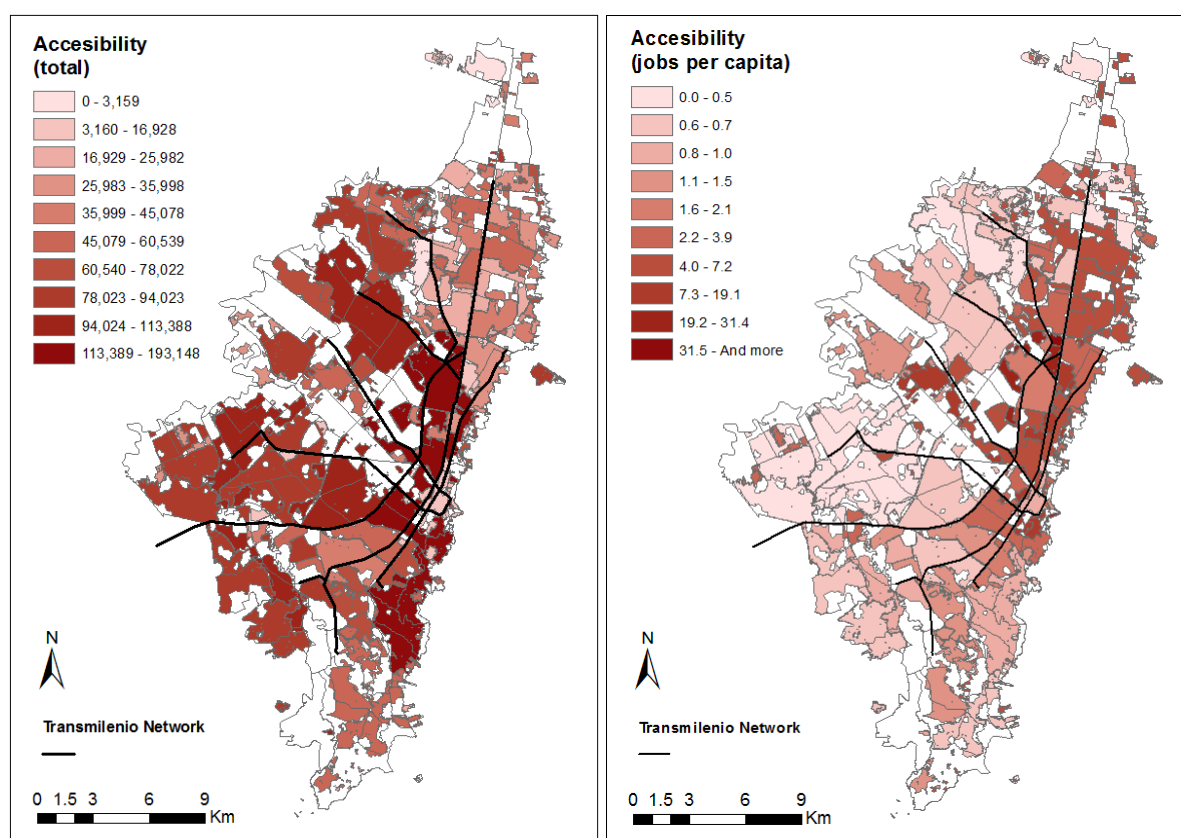 Accesibility
(total)
0 - 3,159
3,160 - 16,928
16,929 - 25,982
25,983 - 35,998
35,999 - 45,078
45,079 - 60,539
60,540 - 78,022
78,023 - 94,023
94,024 - 113,388
113,389 - 193,148
N
Transmilenio Network
0 1.5 3 6 9
Km
Accesibility
(jobs per capita)
0.0 - 0.5
0.6 - 0.7
0.8 - 1.0
1.1 - 1.5
1.6 - 2.1
2.2 - 3.9
4.0 - 7.2
7.3 - 19.1
19.2 - 31.4
31.5 - And more
N
Transmilenio Network
0 1.5 3 6 9
Km